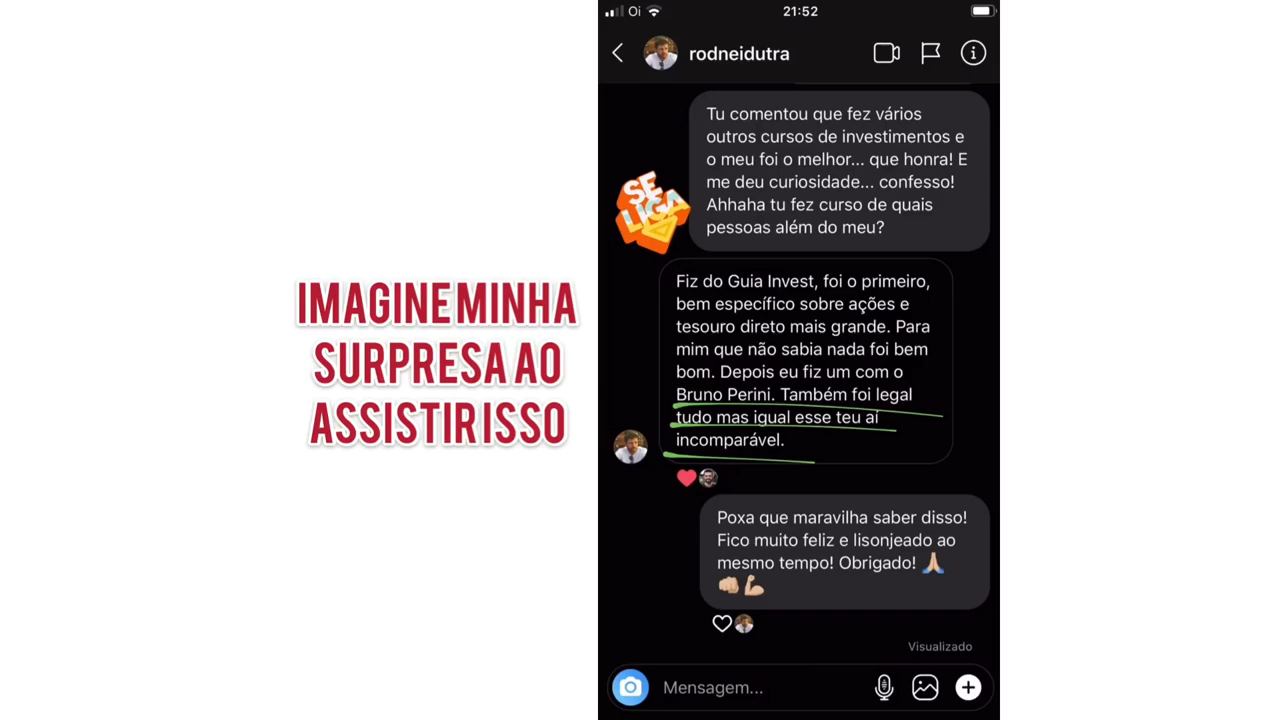 IMAGINE MINHA
SURPRESA AO
ASSISTIR ISSO
Oi
21:52
rodneidutra
Tu comentou que fez vários
outros cursos de investimentos e
o meu foi o melhor... que honra! E
me deu curiosidade... confesso!
Ahhaha tu fez curso de quais
pessoas além do meu?
SE
LIGA
Fiz do Guia Invest, foi o primeiro,
bem específico sobre ações e
tesouro direto mais grande. Para
mim que não sabia nada foi bem
bom. Depois eu fiz um com o
Bruno Perini. Também foi legal
tudo mas igual esse teu aí
incomparável.
Poxa que maravilha saber disso!
Fico muito feliz e lisonjeado ao
mesmo tempo! Obrigado! 🙏🏼
👊🏼💪🏼
Visualizado
Mensagem...